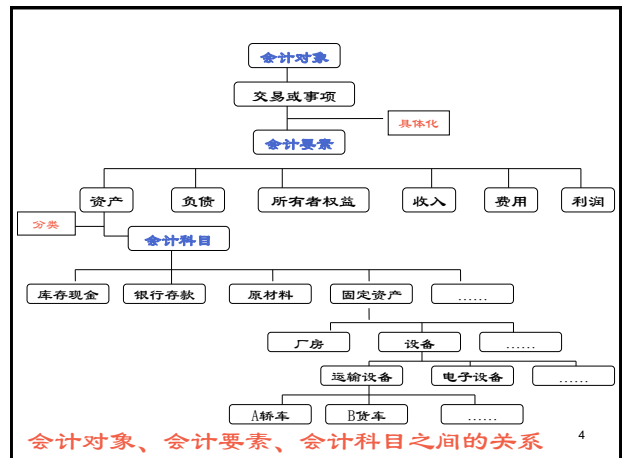 会计对象
交易或事项
具体化
会计要素
资产 负债 所有者权益 收入 费用 利润
分类
会计科目
库存现金 银行存款 原材料 固定资产 ......
厂房 设备 ......
运输设备 电子设备 ......
A轿车 B货车 ......
会计对象、会计要素、会计科目之间的关系 4